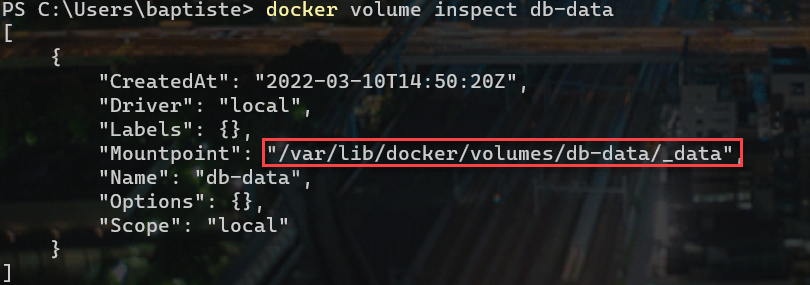 PS C:\Users\baptiste> docker volume inspect db-data
[
    {
        "CreatedAt": "2022-03-10T14:50:20Z",
        "Driver": "local",
        "Labels": {},
        "Mountpoint": "/var/lib/docker/volumes/db-data/_data",
        "Name": "db-data",
        "Options": {},
        "Scope": "local"
    }
]